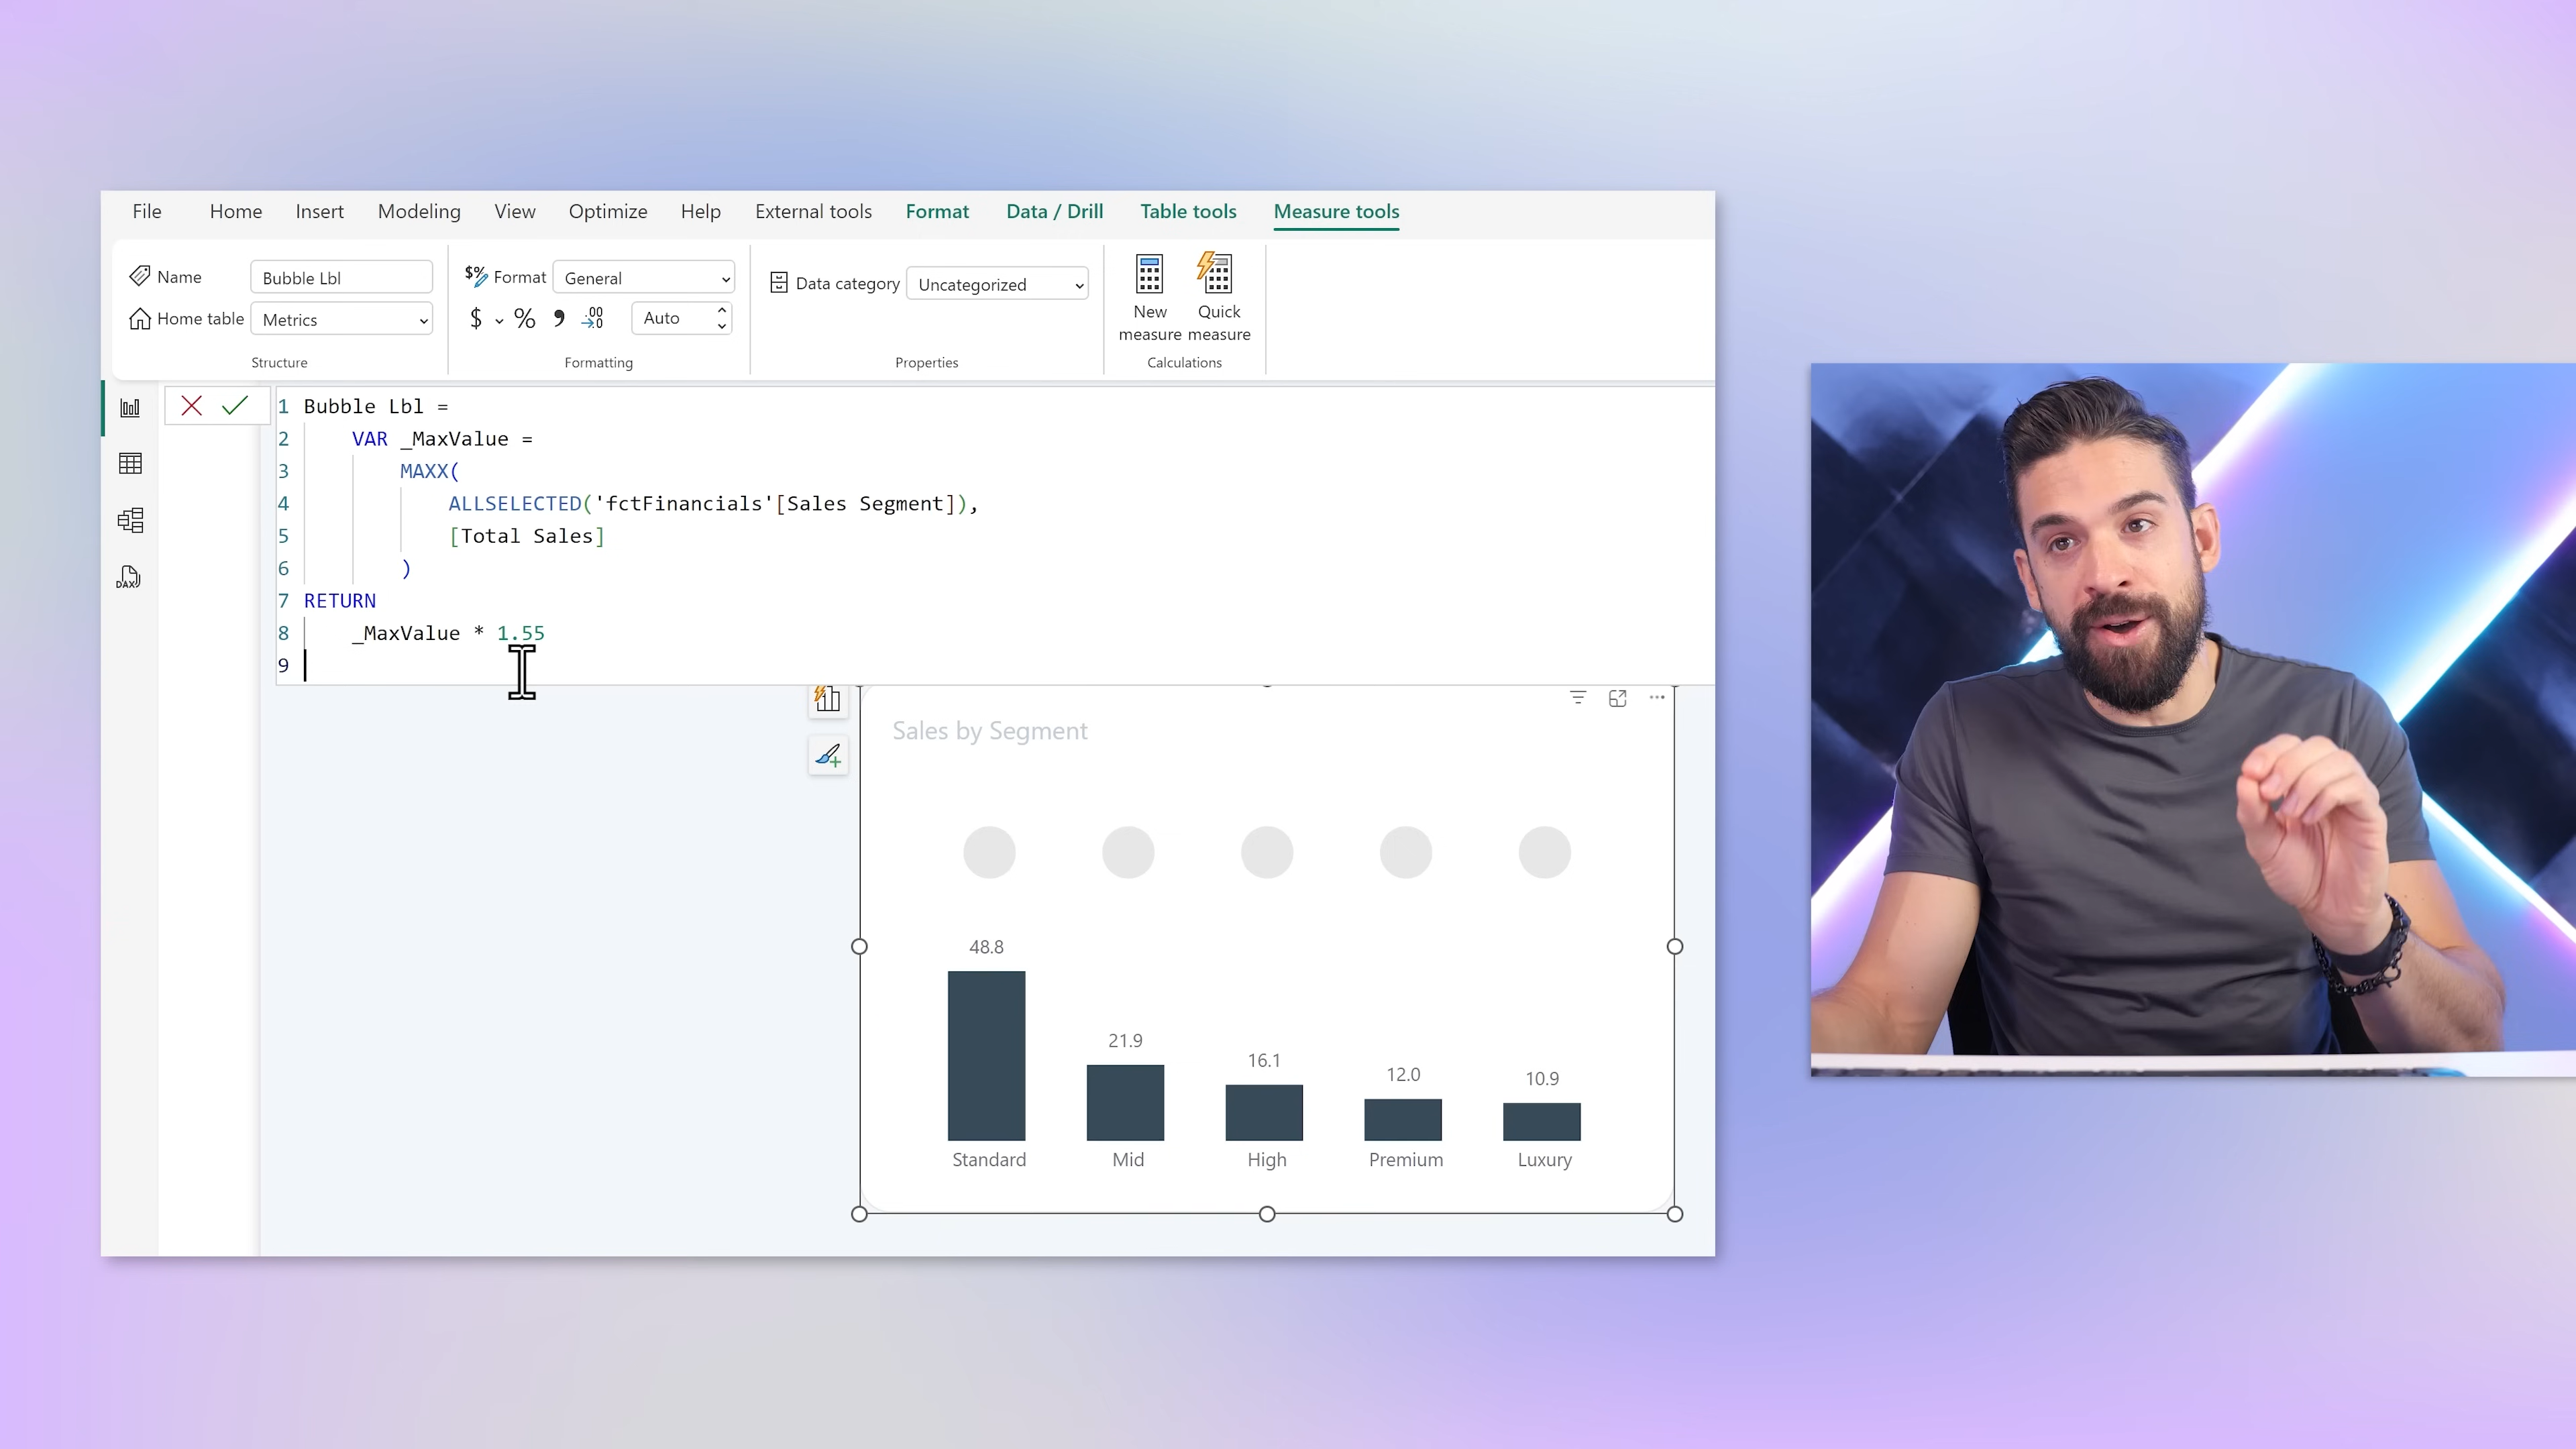 File Home Insert Modeling View Optimize Help External tools Format Data / Drill Table tools Measure tools
Name Bubble Lbl
Home table Metrics
Structure
$% Format General
$ % , .00 →.0 Auto
Formatting
Data category Uncategorized
Properties
New measure
Quick measure
Calculations
1 Bubble Lbl =
2 VAR _MaxValue =
3 MAXX(
4 ALLSELECTED('fctFinancials'[Sales Segment]),
5 [Total Sales]
6 )
7 RETURN
8 _MaxValue * 1.55
9
DAX
Sales by Segment
48.8
21.9
16.1
12.0
10.9
Standard Mid High Premium Luxury